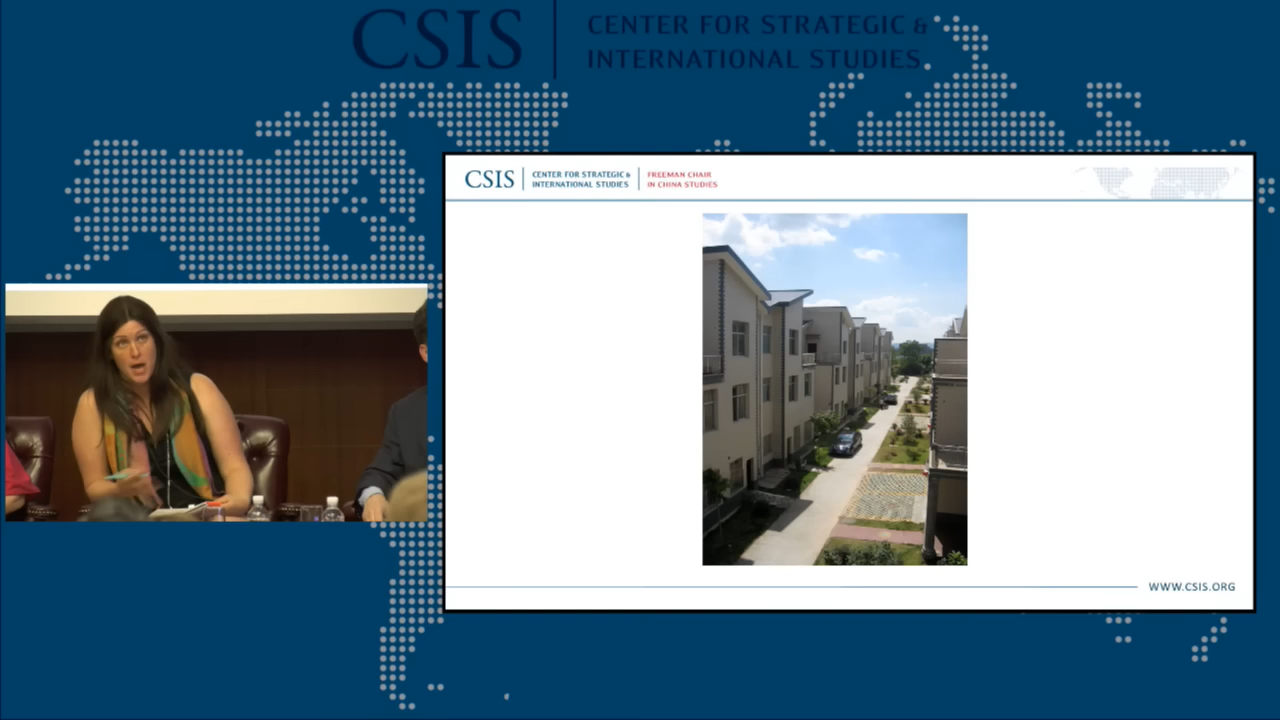 CSIS
CENTER FOR STRATEGIC &
INTERNATIONAL STUDIES
CSIS
CENTER FOR STRATEGIC &
INTERNATIONAL STUDIES
FREEMAN CHAIR
IN CHINA STUDIES
WWW.CSIS.ORG